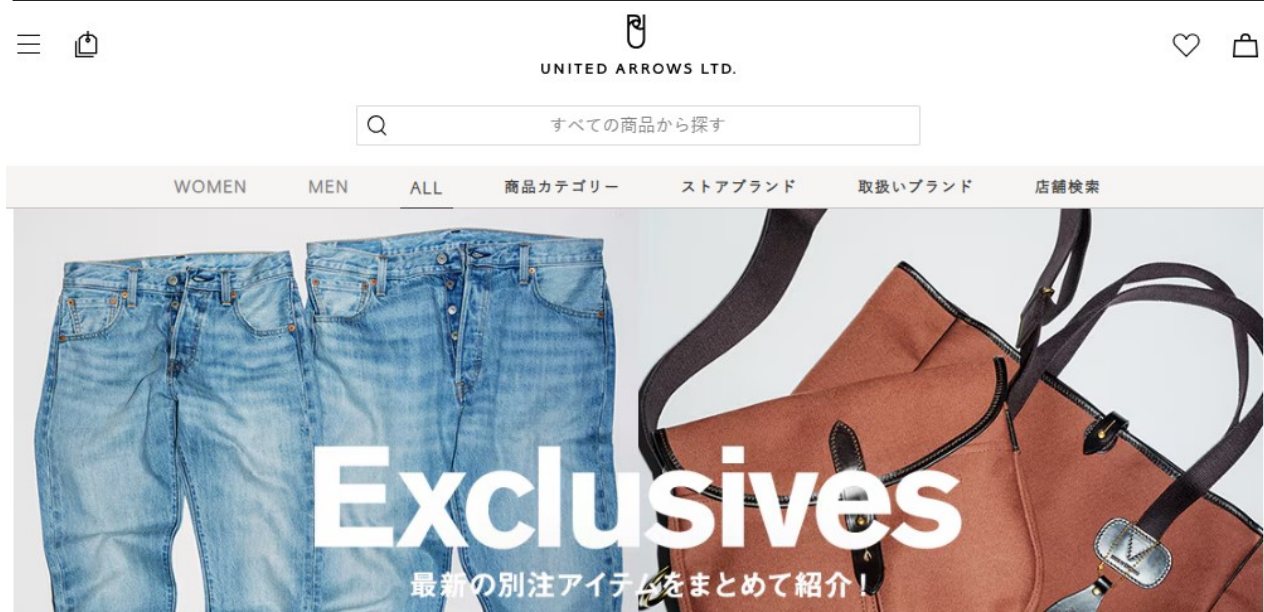 UNITED ARROWS LTD.
すべての商品から探す
WOMEN MEN ALL 商品カテゴリー ストアブランド 取扱いブランド 店舗検索
Exclusives
最新の別注アイテムをまとめて紹介！